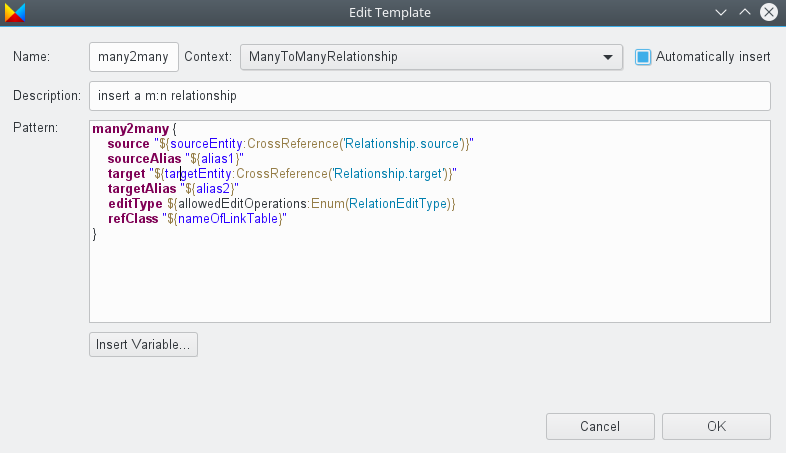 Edit Template
Name: many2many Context: ManyToManyRelationship Automatically insert
Description: insert a m:n relationship
Pattern:
many2many {
source "${sourceEntity:CrossReference('Relationship.source')}"
sourceAlias "${alias1}"
target "${targetEntity:CrossReference('Relationship.target')}"
targetAlias "${alias2}"
editType ${allowedEditOperations:Enum(RelationEditType)}
refClass "${nameOfLinkTable}"
}
Insert Variable...
Cancel OK